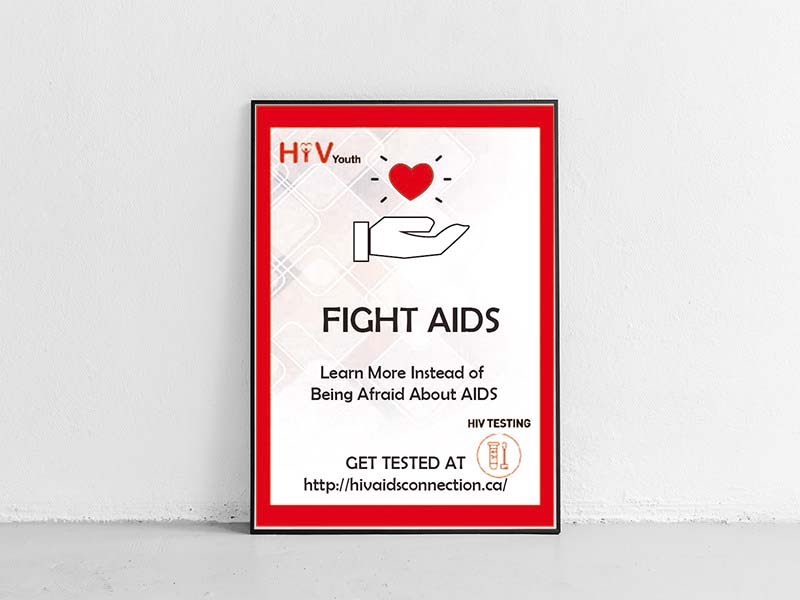 HiV Youth
FIGHT AIDS
Learn More Instead of
Being Afraid About AIDS
HIV TESTING
GET TESTED AT
http://hivaidsconnection.ca/